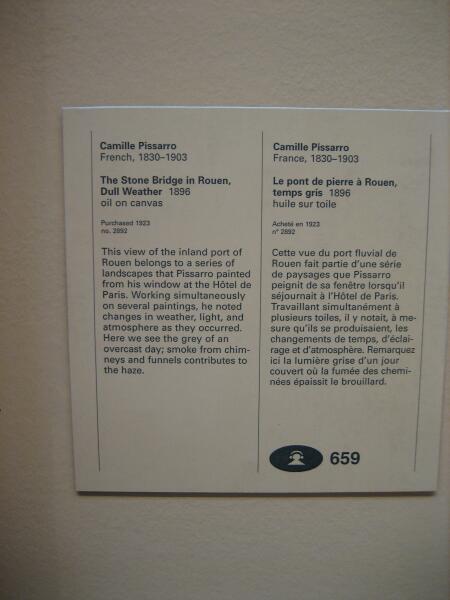 Camille Pissarro
French, 1830–1903
The Stone Bridge in Rouen,
Dull Weather 1896
oil on canvas
Purchased 1923
no. 2892
This view of the inland port of
Rouen belongs to a series of
landscapes that Pissarro painted
from his window at the Hôtel de
Paris. Working simultaneously
on several paintings, he noted
changes in weather, light, and
atmosphere as they occurred.
Here we see the grey of an
overcast day; smoke from chim-
neys and funnels contributes to
the haze.
Camille Pissarro
France, 1830–1903
Le pont de pierre à Rouen,
temps gris 1896
huile sur toile
Acheté en 1923
n° 2892
Cette vue du port fluvial de
Rouen fait partie d'une série
de paysages que Pissarro
peignit de sa fenêtre lorsqu'il
séjournait à l'Hôtel de Paris.
Travaillant simultanément à
plusieurs toiles, il y notait, à me-
sure qu'ils se produisaient, les
changements de temps, d'éclai-
rage et d'atmosphère. Remarquez
ici la lumière grise d'un jour
couvert où la fumée des chemi-
nées épaissit le brouillard.
659